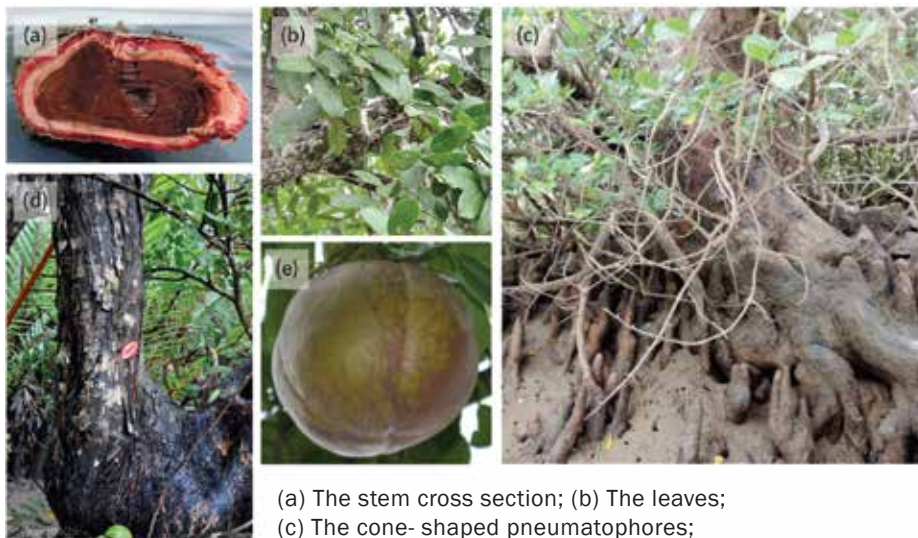 (a)
(b)
(c)
(d)
(e)
(a) The stem cross section; (b) The leaves;
(c) The cone- shaped pneumatophores;